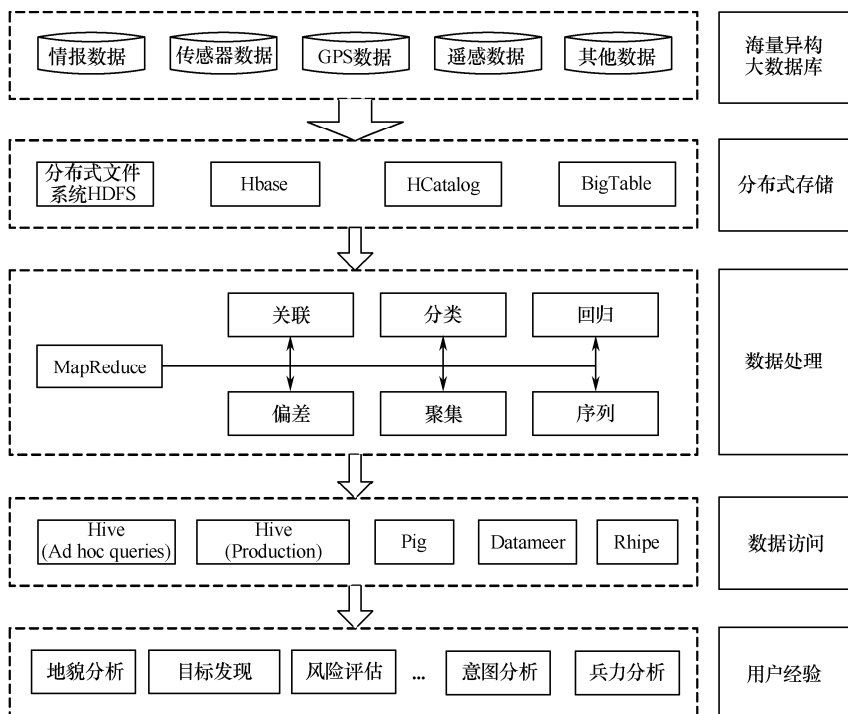 情报数据
传感器数据
GPS数据
遥感数据
其他数据
海量异构
大数据库
分布式文件
系统HDFS
Hbase
HCatalog
BigTable
分布式存储
关联
分类
回归
MapReduce
数据处理
偏差
聚集
序列
Hive
(Ad hoc queries)
Hive
(Production)
Pig
Datameer
Rhipe
数据访问
地貌分析
目标发现
风险评估
...
意图分析
兵力分析
用户经验